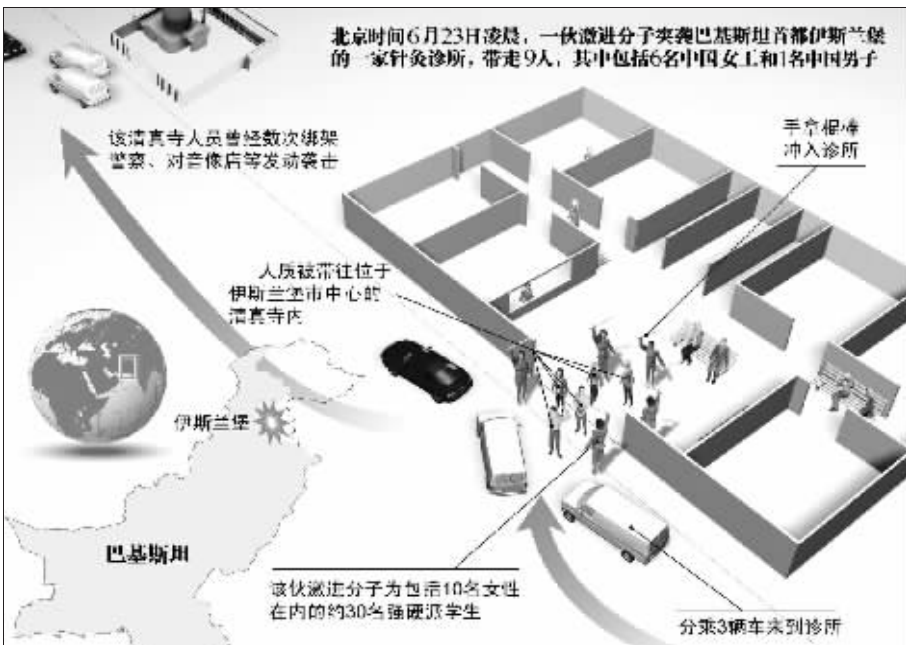 北京时间6月23日凌晨，一伙激进分子突袭巴基斯坦首都伊斯兰堡
的一家针灸诊所，带走9人，其中包括6名中国女工和1名中国男子
该清真寺人员曾经数次绑架
警察、对音像店等发动袭击
手拿棍棒
冲入诊所
人质被带往位于
伊斯兰堡市中心的
清真寺内
伊斯兰堡
巴基斯坦
该伙激进分子为包括10名女性
在内的约30名强硬派学生
分乘3辆车来到诊所